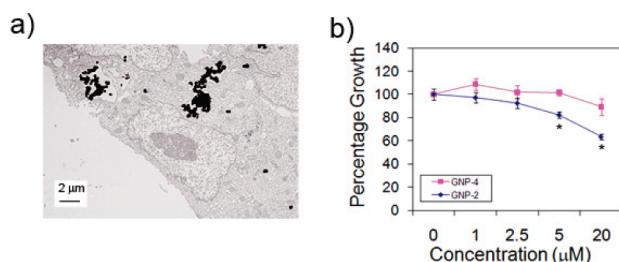 a)
2 μm
b)
Percentage Growth
140
120
100
80
60
40
20
0
GNP-4
GNP-2
*
*
0 1 2.5 5 20
Concentration (μM)